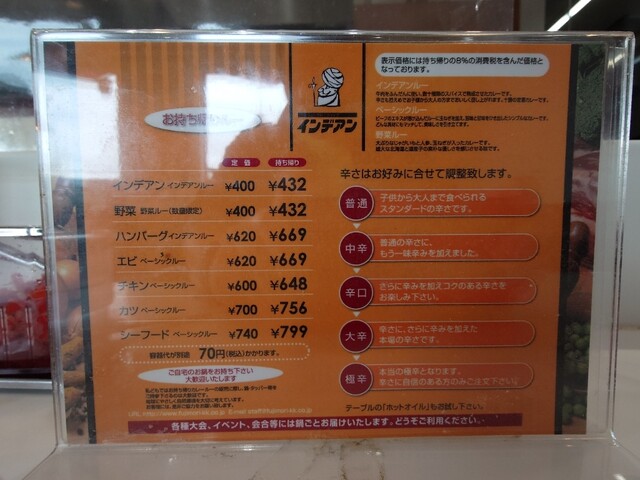 お持ち帰りルー
定価 持ち帰り
インデアン インデアンルー ¥400 ¥432
野菜 野菜ルー(数量限定) ¥400 ¥432
ハンバーグ インデアンルー ¥620 ¥669
エビ ベーシックルー ¥620 ¥669
チキン ベーシックルー ¥600 ¥648
カツ ベーシックルー ¥700 ¥756
シーフード ベーシックルー ¥740 ¥799
容器代が別途 70円(税込)かかります。
ご自宅のお鍋をお持ち下さい
大歓迎いたします
インデアン
表示価格には持ち帰りの8%の消費税を含んだ価格と
なっております。
インデアンルー
ベーシックルー
野菜ルー
辛さはお好みに合せて調整致します。
普通 子供から大人まで食べられる
スタンダードの辛さです。
中辛 普通の辛さに、
もう一味辛みを加えました。
辛口 さらに辛みを加えコクのある辛さを
お楽しみ下さい。
大辛 辛さに、さらに辛みを加えた
本場の辛さです。
極辛 本当の極辛となります。
辛さに自信のある方のみご注文下さい。
テーブルの「ホットオイル」もお試し下さい。
各種大会、イベント、会合等には鍋ごとお届けいたします。どうぞご利用ください。